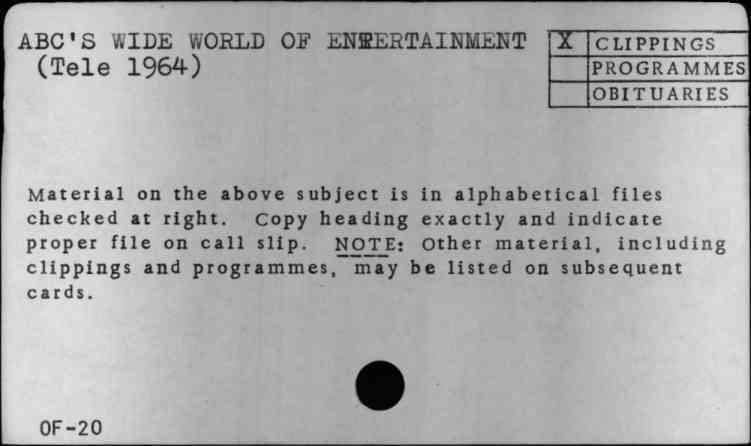 ABC'S WIDE WORLD OF ENTERTAINMENT
(Tele 1964)
X CLIPPINGS
PROGRAMMES
OBITUARIES
Material on the above subject is in alphabetical files
checked at right. Copy heading exactly and indicate
proper file on call slip. NOTE: Other material, including
clippings and programmes, may be listed on subsequent
cards.
OF-20